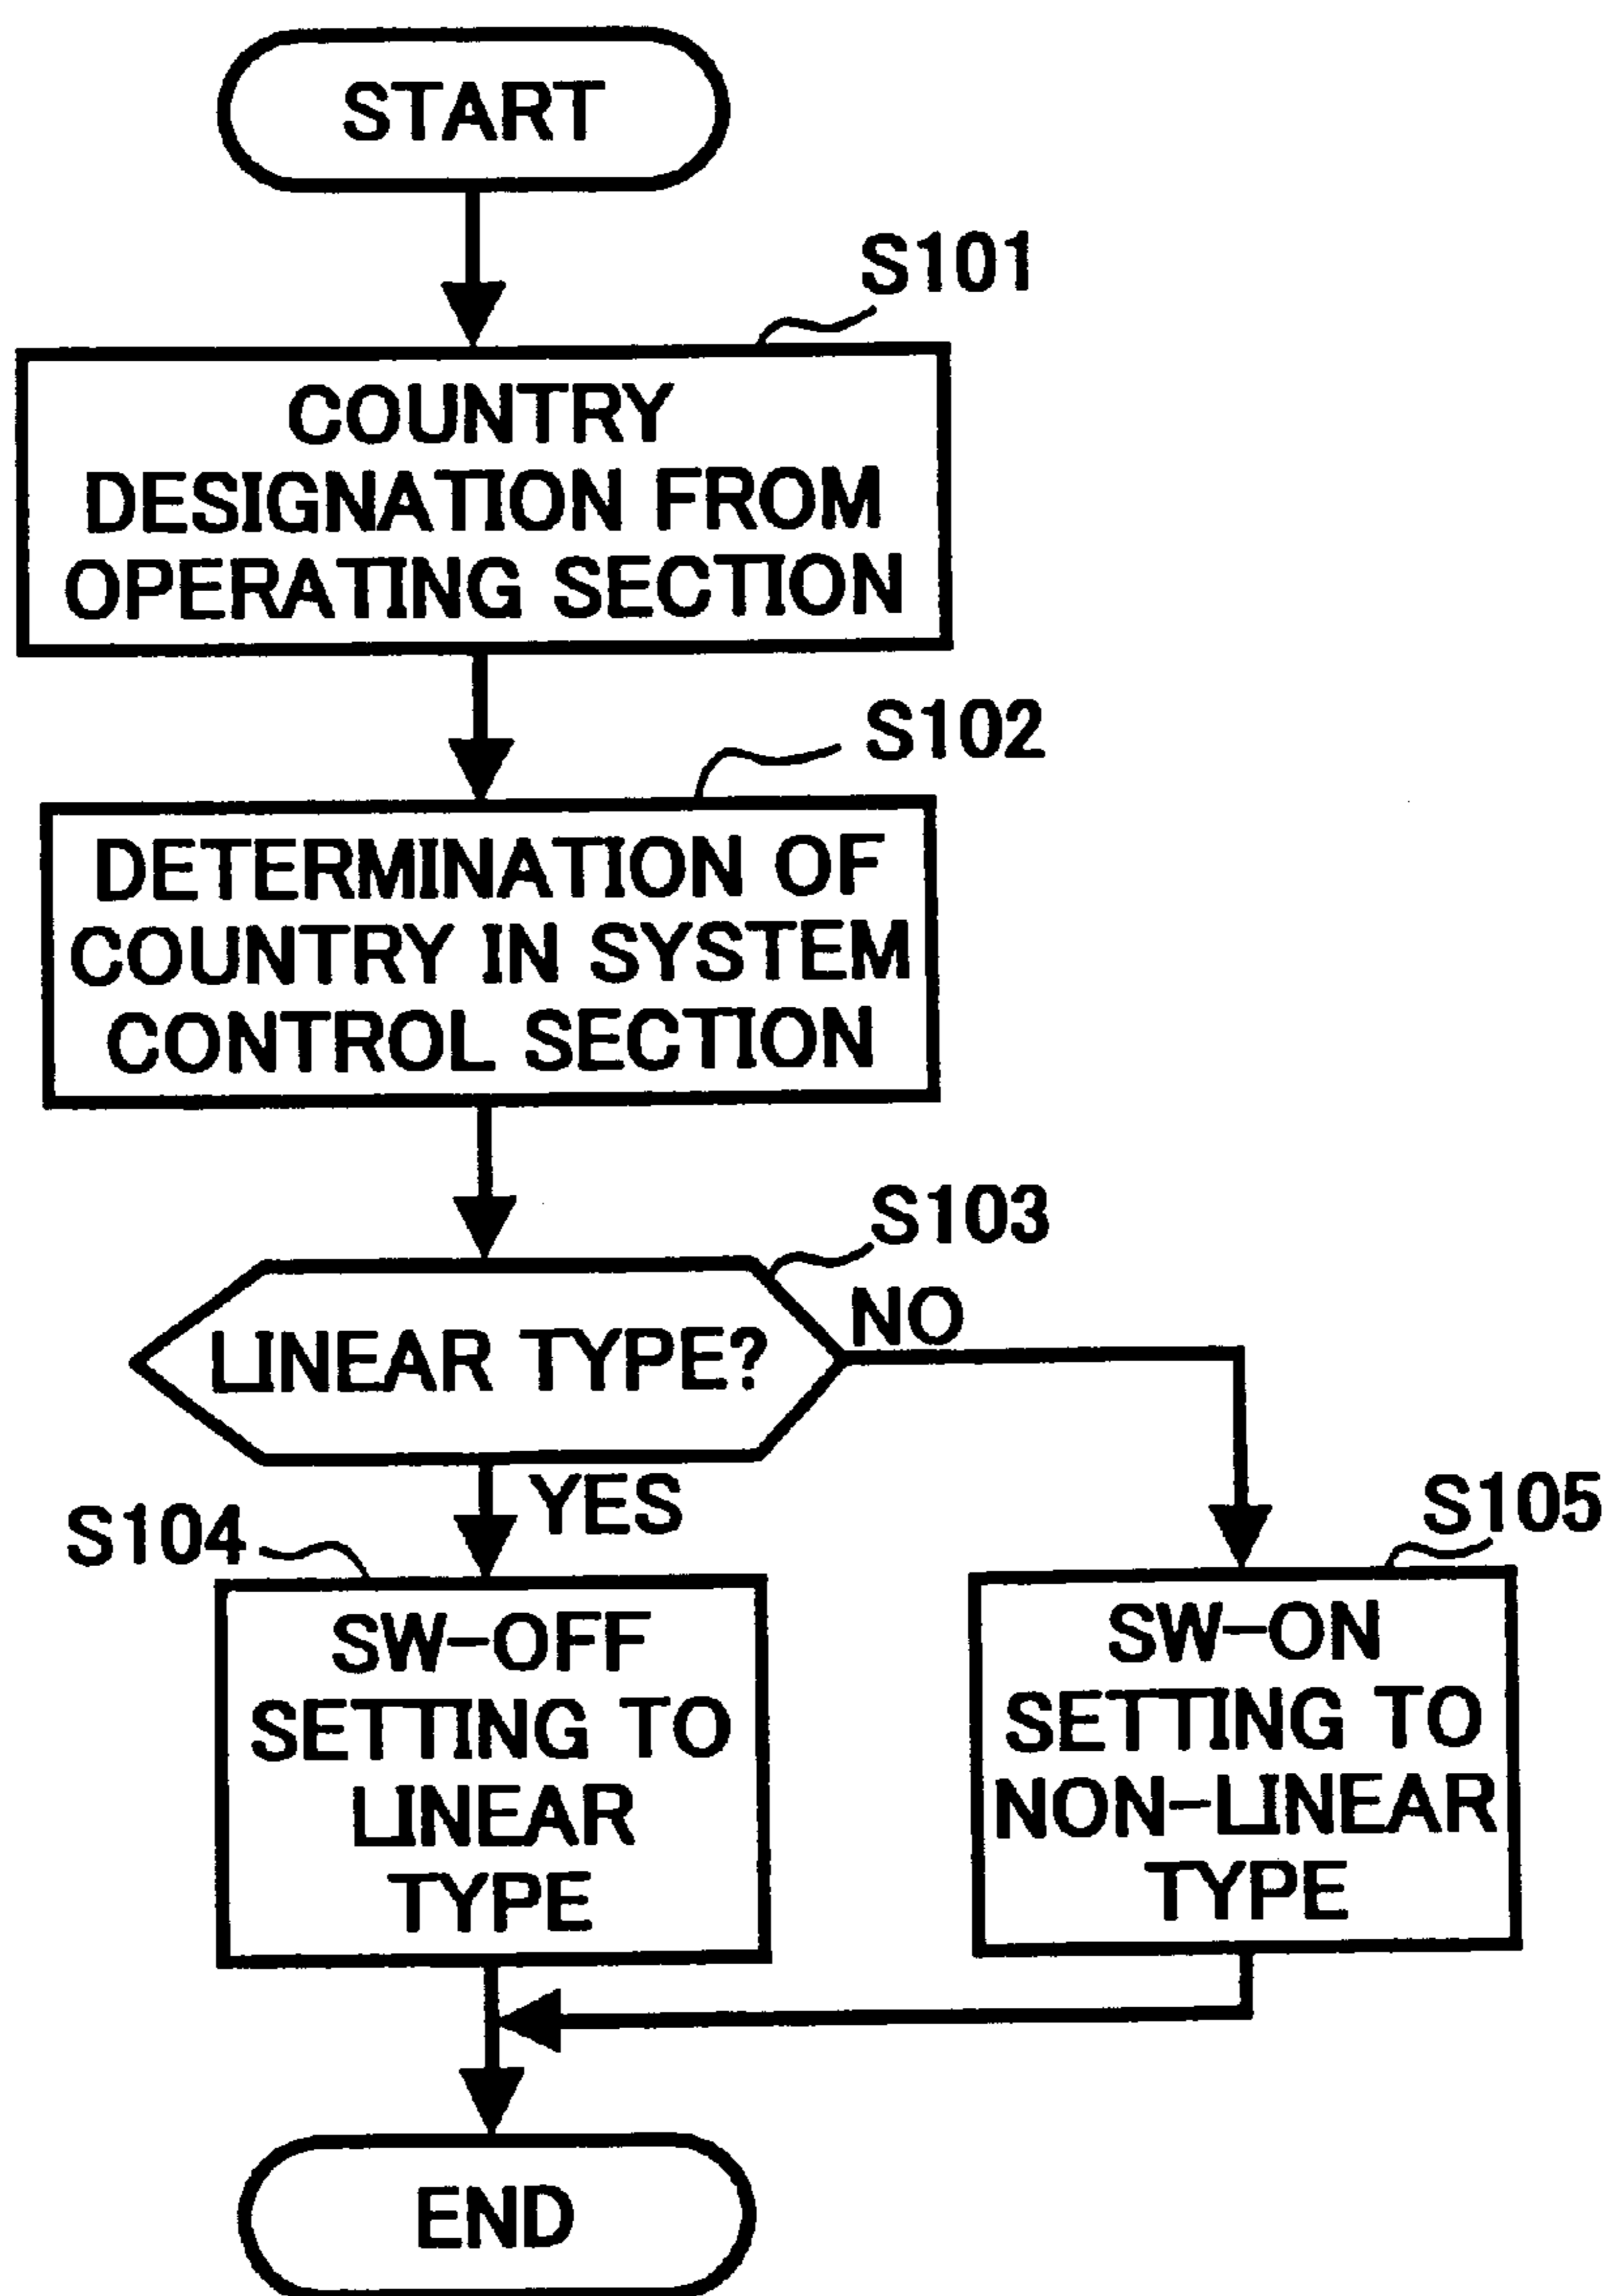 START
S101
COUNTRY
DESIGNATION FROM
OPERATING SECTION
S102
DETERMINATION OF
COUNTRY IN SYSTEM
CONTROL SECTION
S103
LINEAR TYPE?
NO
YES
S104
SW-OFF
SETTING TO
LINEAR
TYPE
S105
SW-ON
SETTING TO
NON-LINEAR
TYPE
END